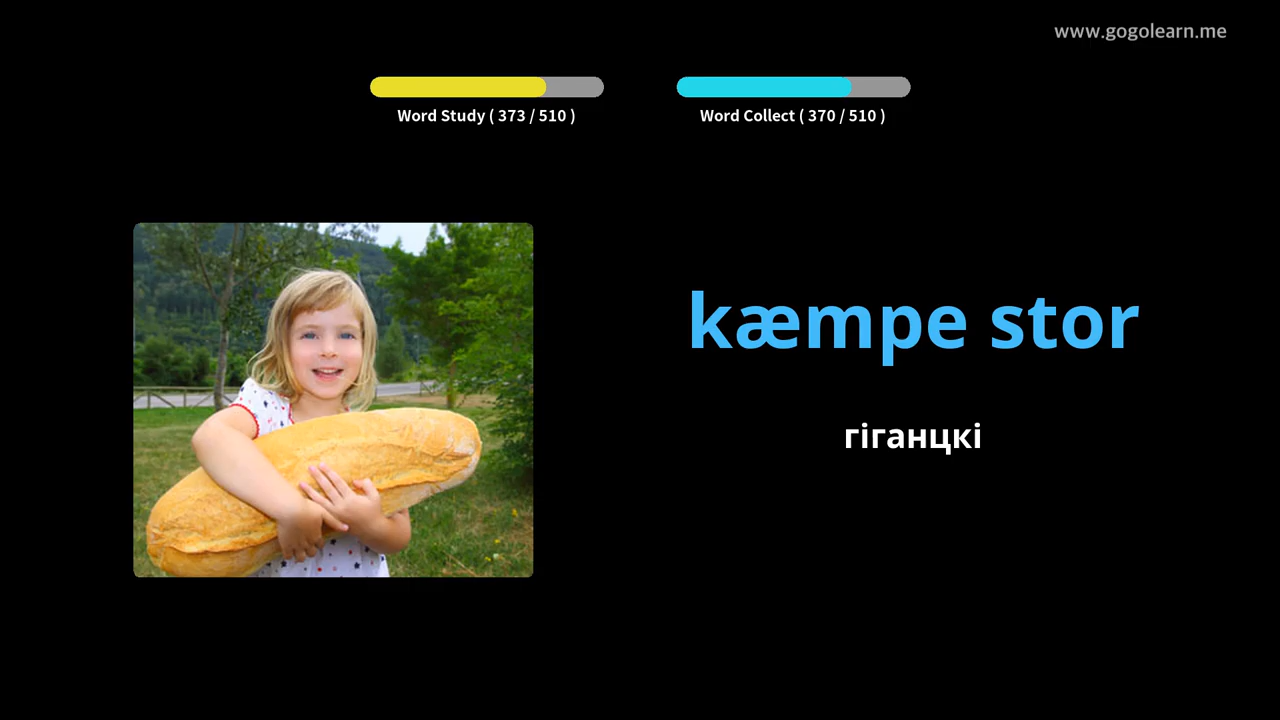 www.gogolearn.me
Word Study ( 373 / 510 )
Word Collect ( 370 / 510 )
kæmpe stor
гіганцкі